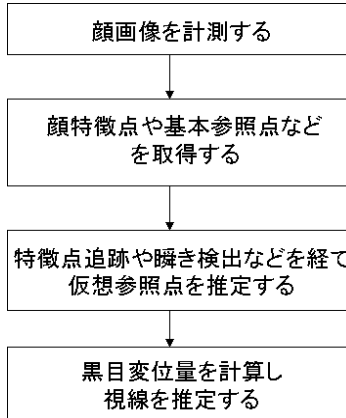 顔画像を計測する
顔特徴点や基本参照点など
を取得する
特徴点追跡や瞬き検出などを経て
仮想参照点を推定する
黒目変位量を計算し
視線を推定する